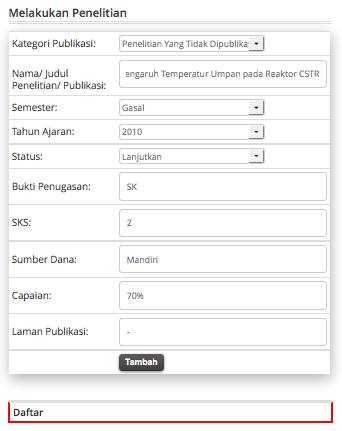 Melakukan Penelitian
Kategori Publikasi: Penelitian Yang Tidak Dipublika
Nama/ Judul
Penelitian/ Publikasi: engaruh Temperatur Umpan pada Reaktor CSTR
Semester: Gasal
Tahun Ajaran: 2010
Status: Lanjutkan
Bukti Penugasan: SK
SKS: 2
Sumber Dana: Mandiri
Capaian: 70%
Laman Publikasi: -
Tambah
Daftar